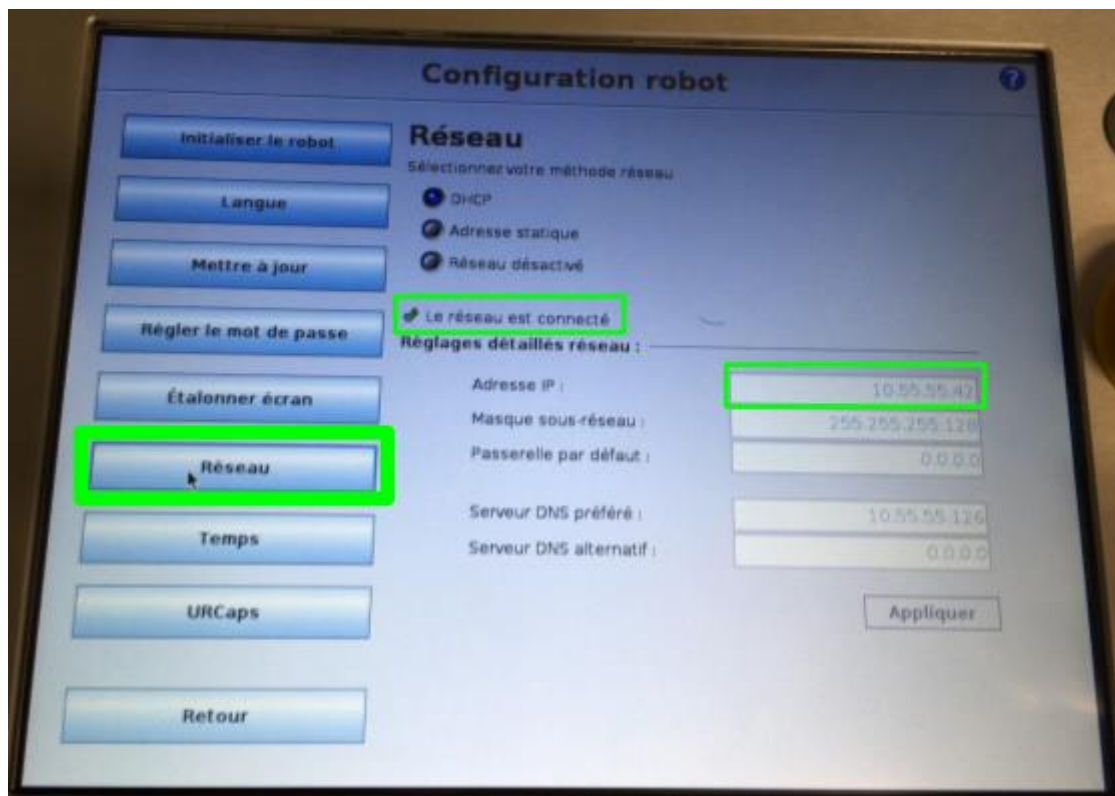 Configuration robot
?
Initialiser le robot
Langue
Mettre à jour
Régler le mot de passe
Étalonner écran
Réseau
Temps
URCaps
Retour
Réseau
Sélectionnez votre méthode réseau
DHCP
Adresse statique
Réseau désactivé
Le réseau est connecté
Réglages détaillés réseau :
Adresse IP : 10.55.55.42
Masque sous-réseau : 255.255.255.128
Passerelle par défaut : 0.0.0.0
Serveur DNS préféré : 10.55.55.126
Serveur DNS alternatif : 0.0.0.0
Appliquer